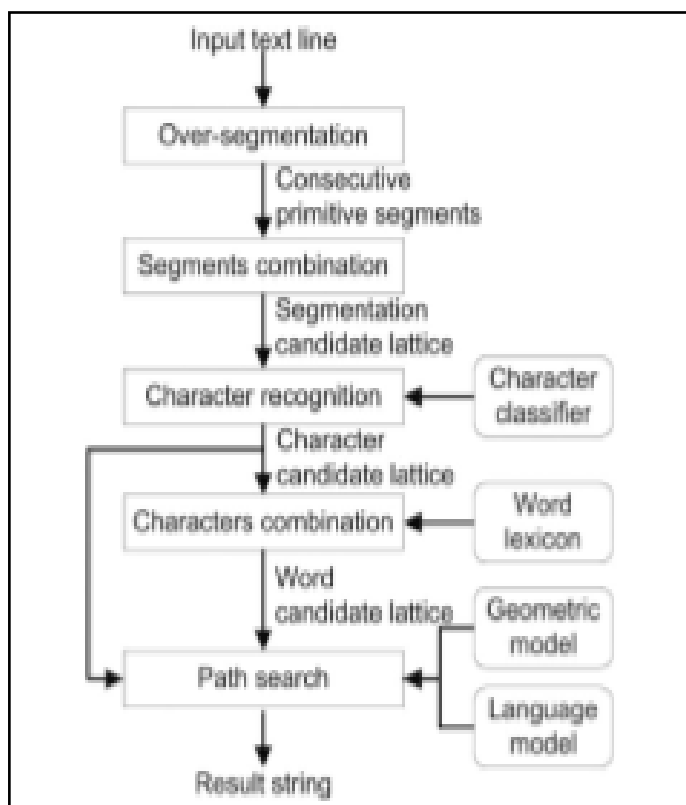 Input text line
Over-segmentation
Consecutive
primitive segments
Segments combination
Segmentation
candidate lattice
Character recognition
Character
classifier
Character
candidate lattice
Characters combination
Word
lexicon
Word
candidate lattice
Geometric
model
Path search
Language
model
Result string